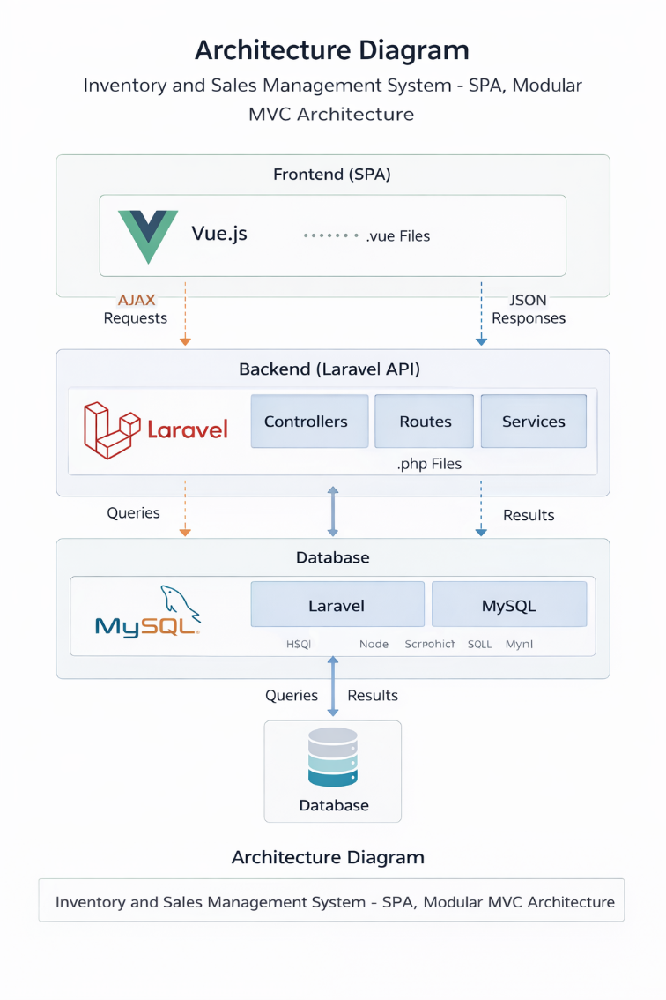 Architecture Diagram
Inventory and Sales Management System - SPA, Modular
MVC Architecture
Frontend (SPA)
Vue.js
.vue Files
AJAX
Requests
JSON
Responses
Backend (Laravel API)
Laravel
Controllers
Routes
Services
.php Files
Queries
Results
Database
MySQL
Laravel
MySQL
Node
SQLL
Queries
Results
Database
Architecture Diagram
Inventory and Sales Management System - SPA, Modular MVC Architecture